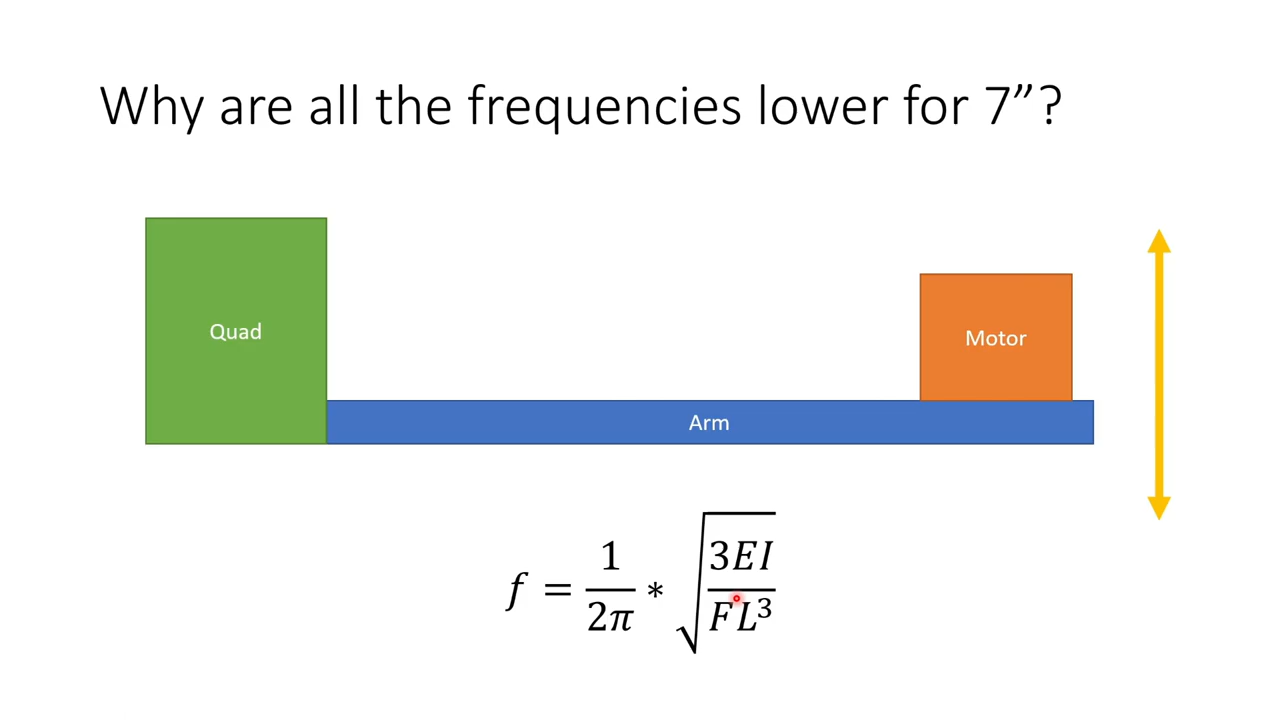 Why are all the frequencies lower for 7”?
Quad
Motor
Arm
𝑓 = 1/2𝜋 ∗ √(3𝐸𝐼/𝐹𝐿³)